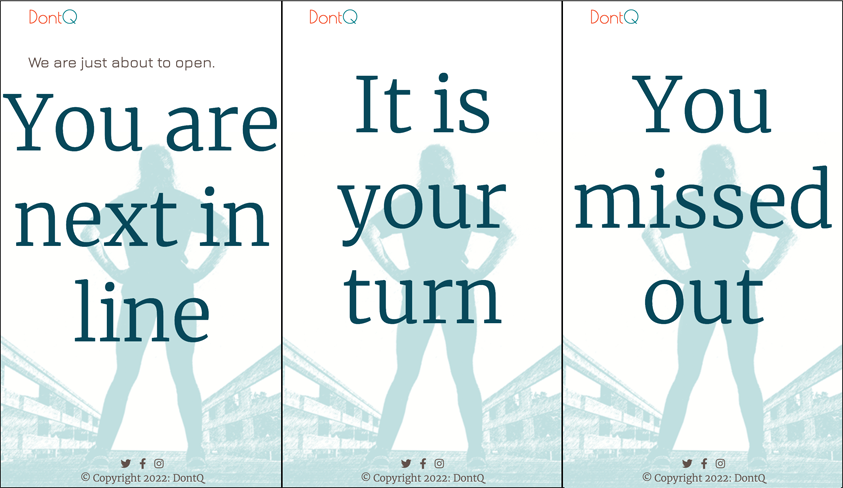 DontQ
We are just about to open.
You are
next in
line
© Copyright 2022: DontQ
DontQ
It is
your
turn
© Copyright 2022: DontQ
DontQ
You
missed
out
© Copyright 2022: DontQ